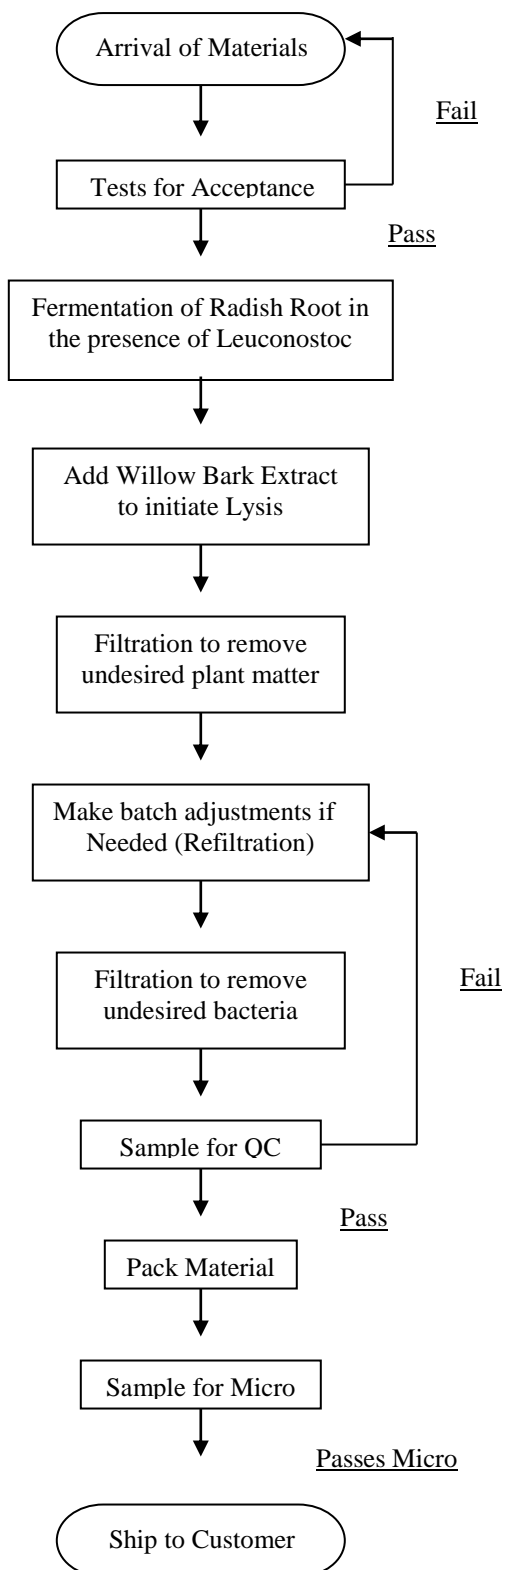 Arrival of Materials
Fail
Tests for Acceptance
Pass
Fermentation of Radish Root in
the presence of Leuconostoc
Add Willow Bark Extract
to initiate Lysis
Filtration to remove
undesired plant matter
Make batch adjustments if
Needed (Refiltration)
Filtration to remove
undesired bacteria
Fail
Sample for QC
Pass
Pack Material
Sample for Micro
Passes Micro
Ship to Customer